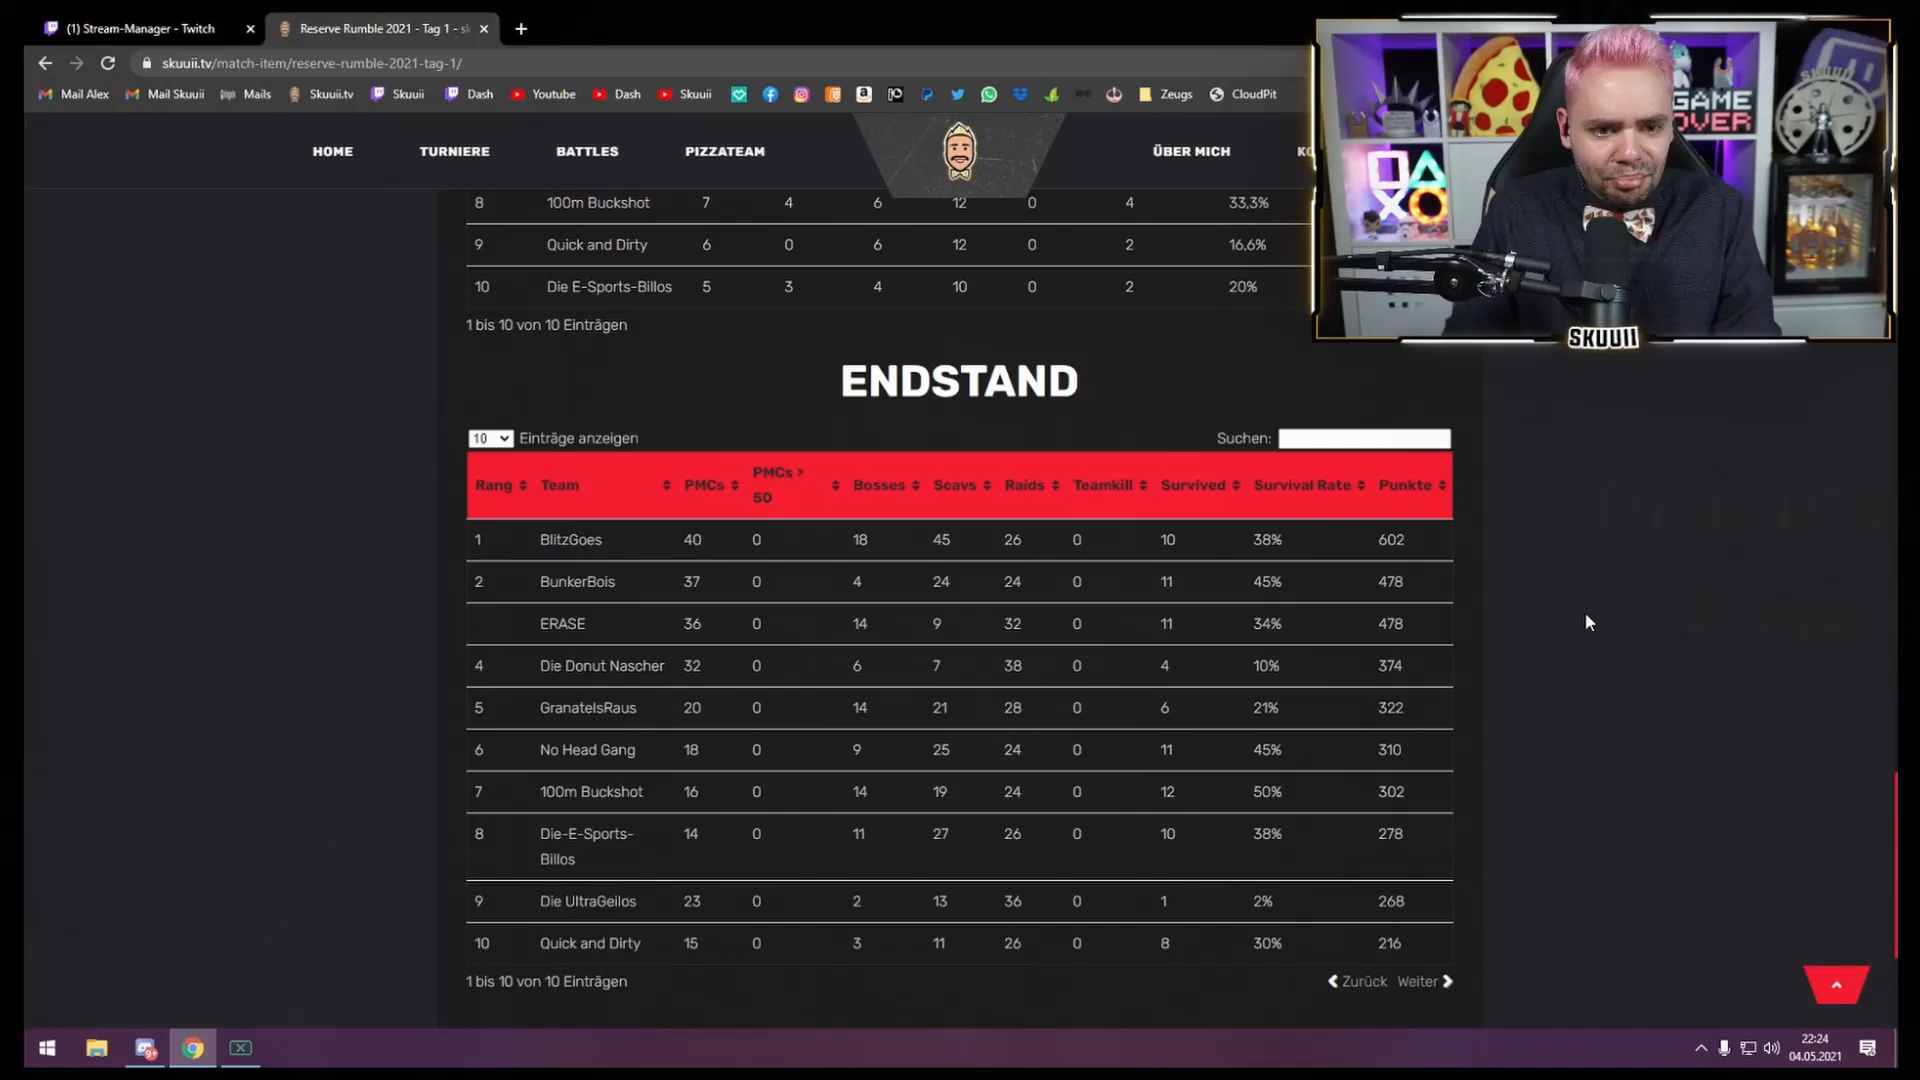 (1) Stream-Manager - Twitch
Reserve Rumble 2021 - Tag 1 - sk
skuuii.tv/match-item/reserve-rumble-2021-tag-1/
Mail Alex Mail Skuuii Mails Skuuii.tv Skuuii Dash Youtube Dash Skuuii Zeugs CloudPit
GAME
OVER
HOME TURNIERE BATTLES PIZZATEAM ÜBER MICH
8 100m Buckshot 7 4 6 12 0 4 33,3%
9 Quick and Dirty 6 0 6 12 0 2 16,6%
10 Die E-Sports-Billos 5 3 4 10 0 2 20%
SKUUII
1 bis 10 von 10 Einträgen
ENDSTAND
10 Einträge anzeigen Suchen:
Rang Team PMCs PMCs > 50 Bosses Scavs Raids Teamkill Survived Survival Rate Punkte
1 BlitzGoes 40 0 18 45 26 0 10 38% 602
2 BunkerBois 37 0 4 24 24 0 11 45% 478
ERASE 36 0 14 9 32 0 11 34% 478
4 Die Donut Nascher 32 0 6 7 38 0 4 10% 374
5 GranateIsRaus 20 0 14 21 28 0 6 21% 322
6 No Head Gang 18 0 9 25 24 0 11 45% 310
7 100m Buckshot 16 0 14 19 24 0 12 50% 302
8 Die-E-Sports- 14 0 11 27 26 0 10 38% 278
Billos
9 Die UltraGeilos 23 0 2 13 36 0 1 2% 268
10 Quick and Dirty 15 0 3 11 26 0 8 30% 216
1 bis 10 von 10 Einträgen Zurück Weiter
9+
22:24
04.05.2021